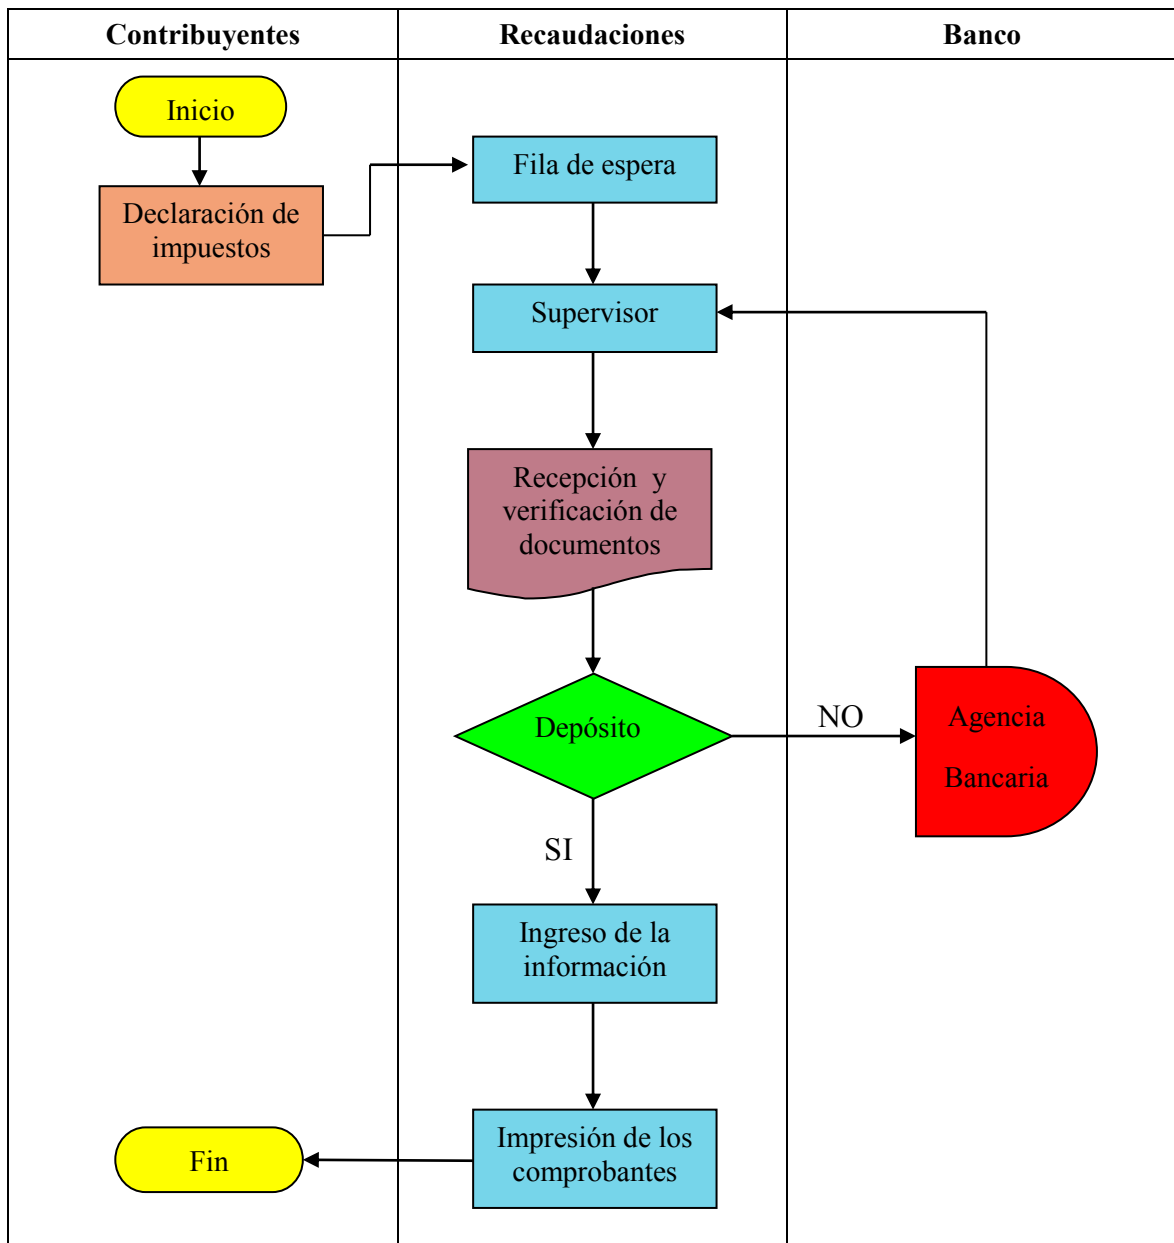 Contribuyentes
Recaudaciones
Banco
Inicio
Declaración de
impuestos
Fila de espera
Supervisor
Recepción y
verificación de
documentos
Depósito
NO
Agencia
Bancaria
SI
Ingreso de la
información
Impresión de los
comprobantes
Fin